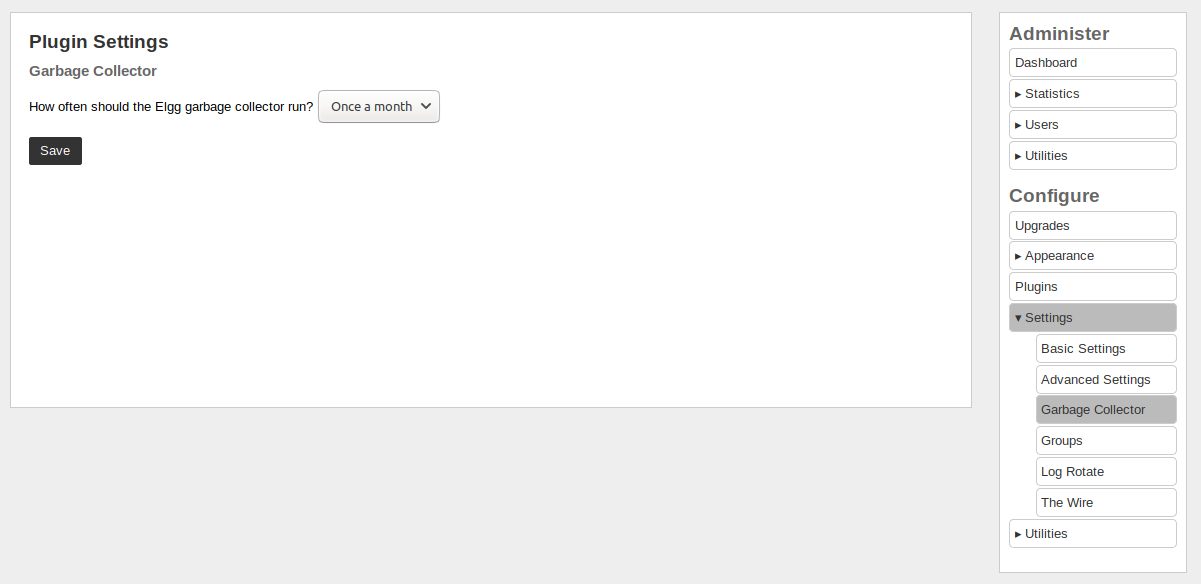 Plugin Settings
Garbage Collector
How often should the Elgg garbage collector run? Once a month
Save
Administer
Dashboard
▸ Statistics
▸ Users
▸ Utilities
Configure
Upgrades
▸ Appearance
Plugins
▾ Settings
Basic Settings
Advanced Settings
Garbage Collector
Groups
Log Rotate
The Wire
▸ Utilities